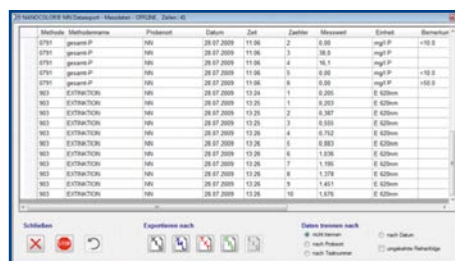 NANOCOLOR® NN Datenexport - Messdaten - OFFLINE, Zeilen: 41
Methode Methodenname Probenort Datum Zeit Zaehler Messwert Einheit Bemerkun
0791 gesamt-P NN 28.07.2009 11:06 2 0,00 mg/l P <10.0
0791 gesamt-P NN 28.07.2009 11:06 3 38,9 mg/l P
0791 gesamt-P NN 28.07.2009 11:06 4 16,1 mg/l P
0791 gesamt-P NN 28.07.2009 11:06 5 0,00 mg/l P <10.0
0791 gesamt-P NN 28.07.2009 11:06 6 0,00 mg/l P >50.0
903 EXTINKTION NN 28.07.2009 13:24 1 0,205 E 620nm
903 EXTINKTION NN 28.07.2009 13:25 1 0,203 E 620nm
903 EXTINKTION NN 28.07.2009 13:25 2 0,387 E 620nm
903 EXTINKTION NN 28.07.2009 13:25 3 0,555 E 620nm
903 EXTINKTION NN 28.07.2009 13:26 4 0,752 E 620nm
903 EXTINKTION NN 28.07.2009 13:26 5 0,883 E 620nm
903 EXTINKTION NN 28.07.2009 13:26 6 1,036 E 620nm
903 EXTINKTION NN 28.07.2009 13:26 7 1,195 E 620nm
903 EXTINKTION NN 28.07.2009 13:26 8 1,378 E 620nm
903 EXTINKTION NN 28.07.2009 13:26 9 1,451 E 620nm
903 EXTINKTION NN 28.07.2009 13:26 10 1,676 E 620nm
Schließen Exportieren nach Daten trennen nach
nicht trennen nach Datum
nach Probeort
nach Testnummer umgekehrte Reihenfolge